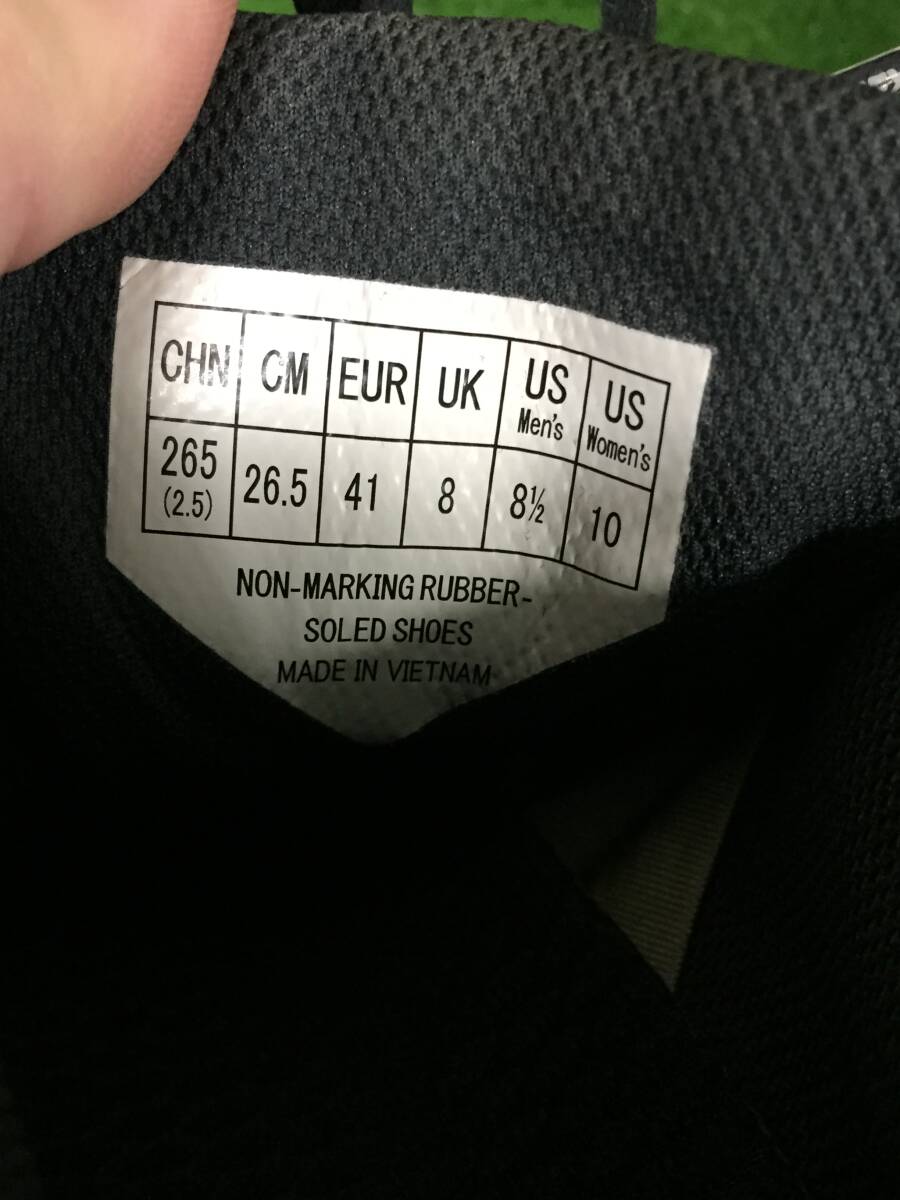 CHN CM EUR UK US Men's US Women's
265 (2.5) 26.5 41 8 8½ 10
NON-MARKING RUBBER-
SOLED SHOES
MADE IN VIETNAM